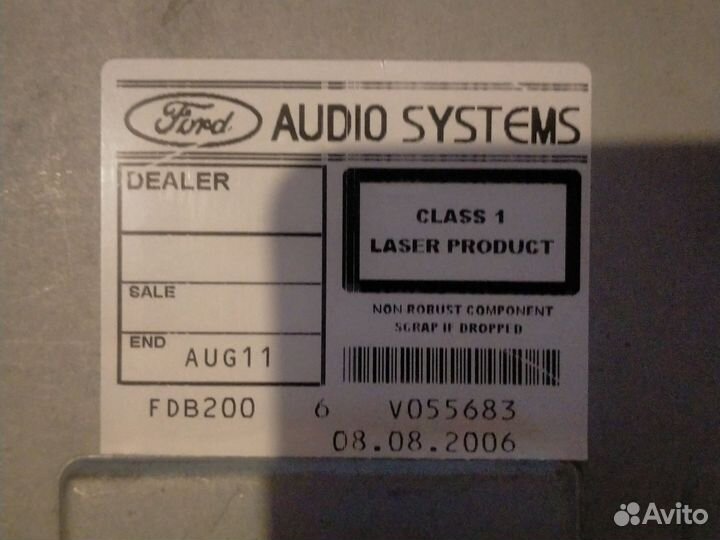 Ford AUDIO SYSTEMS
DEALER
SALE
END AUG11
CLASS 1
LASER PRODUCT
NON ROBUST COMPONENT
SCRAP IF DROPPED
FDB200 6 V055683
08.08.2006
Avito